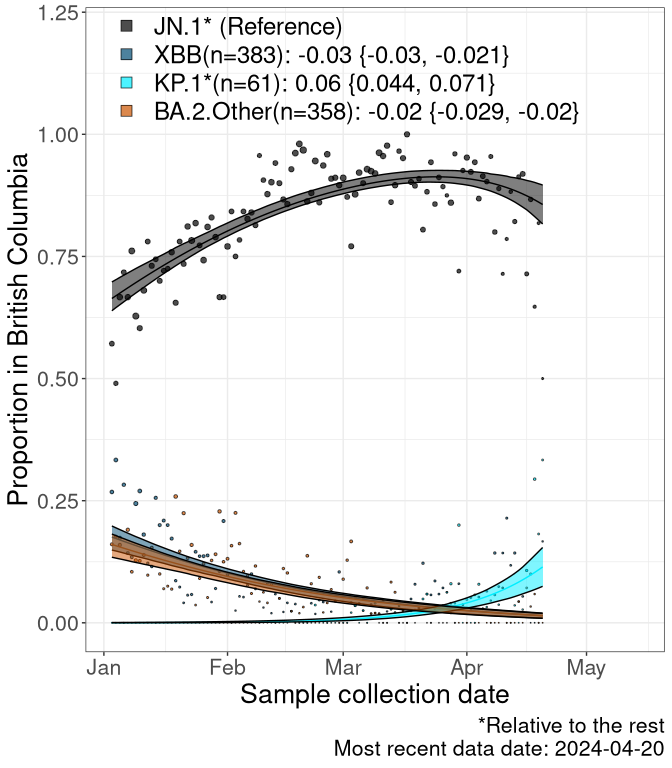 1.25
JN.1* (Reference)
XBB(n=383): -0.03 {-0.03, -0.021}
KP.1*(n=61): 0.06 {0.044, 0.071}
BA.2.Other(n=358): -0.02 {-0.029, -0.02}
1.00
0.75
0.50
0.25
0.00
Proportion in British Columbia
Jan Feb Mar Apr May
Sample collection date
*Relative to the rest
Most recent data date: 2024-04-20